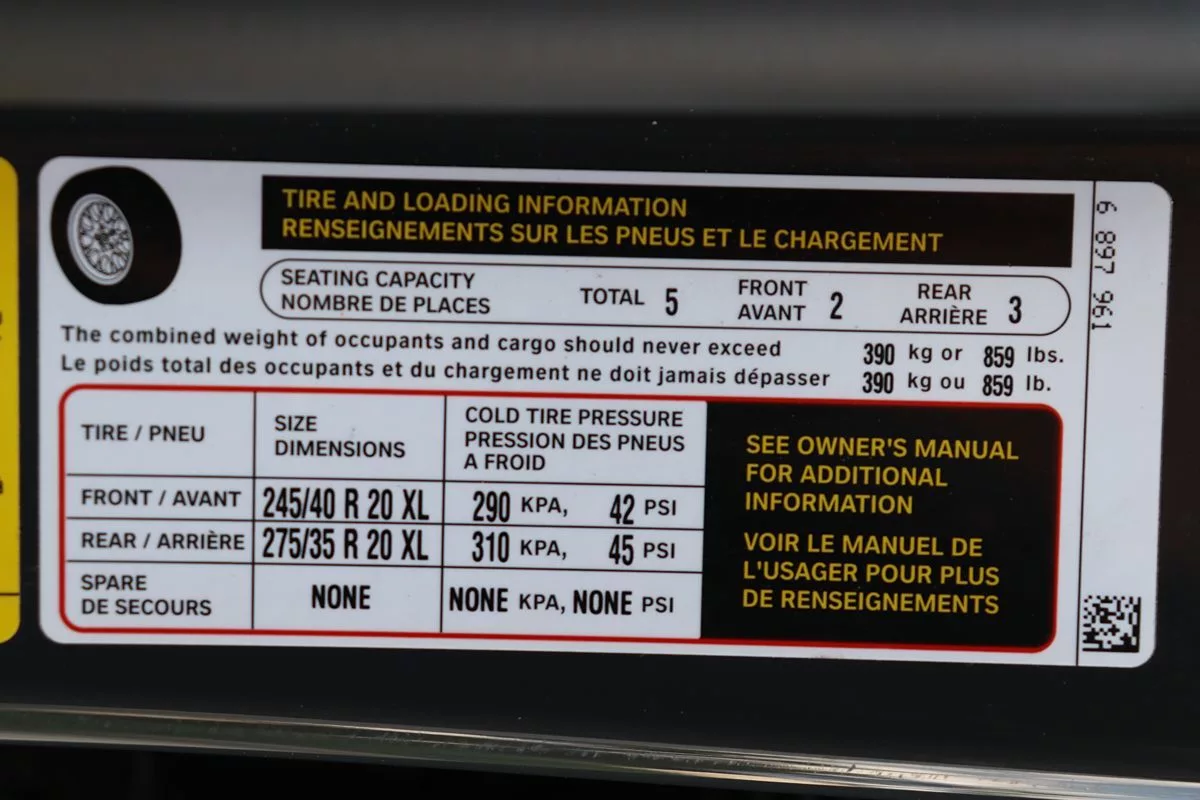 TIRE AND LOADING INFORMATION
RENSEIGNEMENTS SUR LES PNEUS ET LE CHARGEMENT
SEATING CAPACITY
NOMBRE DE PLACES
TOTAL 5
FRONT
AVANT 2
REAR
ARRIÈRE 3
The combined weight of occupants and cargo should never exceed 390 kg or 859 lbs.
Le poids total des occupants et du chargement ne doit jamais dépasser 390 kg ou 859 lb.
TIRE / PNEU
SIZE
DIMENSIONS
COLD TIRE PRESSURE
PRESSION DES PNEUS
A FROID
FRONT / AVANT 245/40 R 20 XL 290 KPA, 42 PSI
REAR / ARRIÈRE 275/35 R 20 XL 310 KPA, 45 PSI
SPARE
DE SECOURS
NONE NONE KPA, NONE PSI
SEE OWNER'S MANUAL
FOR ADDITIONAL
INFORMATION
VOIR LE MANUEL DE
L'USAGER POUR PLUS
DE RENSEIGNEMENTS
6 897 961